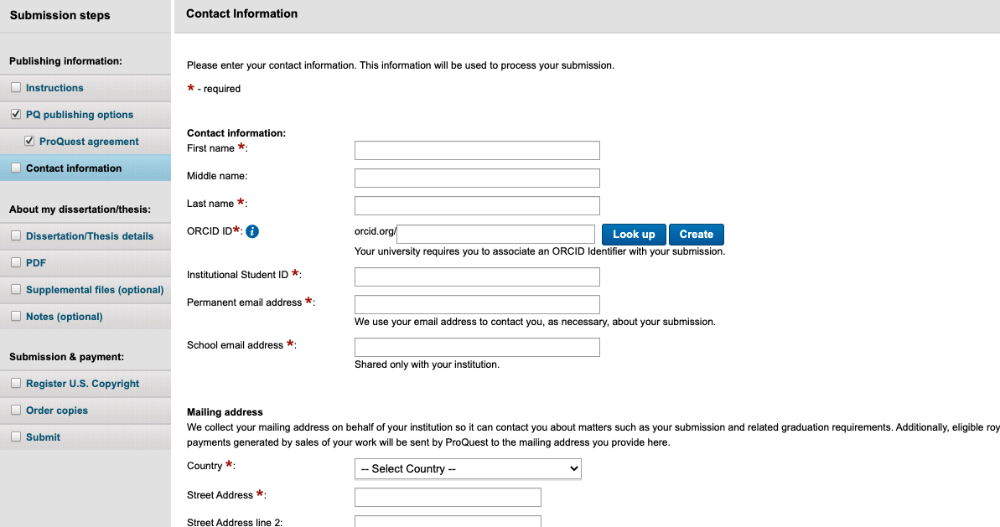 Submission steps
Publishing information:
Instructions
PQ publishing options
ProQuest agreement
Contact information
About my dissertation/thesis:
Dissertation/Thesis details
PDF
Supplemental files (optional)
Notes (optional)
Submission & payment:
Register U.S. Copyright
Order copies
Submit
Contact Information
Please enter your contact information. This information will be used to process your submission.
* - required
Contact information:
First name *:
Middle name:
Last name *:
ORCID ID*: i
orcid.org/ Look up Create
Your university requires you to associate an ORCID Identifier with your submission.
Institutional Student ID *:
Permanent email address *:
We use your email address to contact you, as necessary, about your submission.
School email address *:
Shared only with your institution.
Mailing address
We collect your mailing address on behalf of your institution so it can contact you about matters such as your submission and related graduation requirements. Additionally, eligible roy
payments generated by sales of your work will be sent by ProQuest to the mailing address you provide here.
Country *: -- Select Country --
Street Address *:
Street Address line 2: